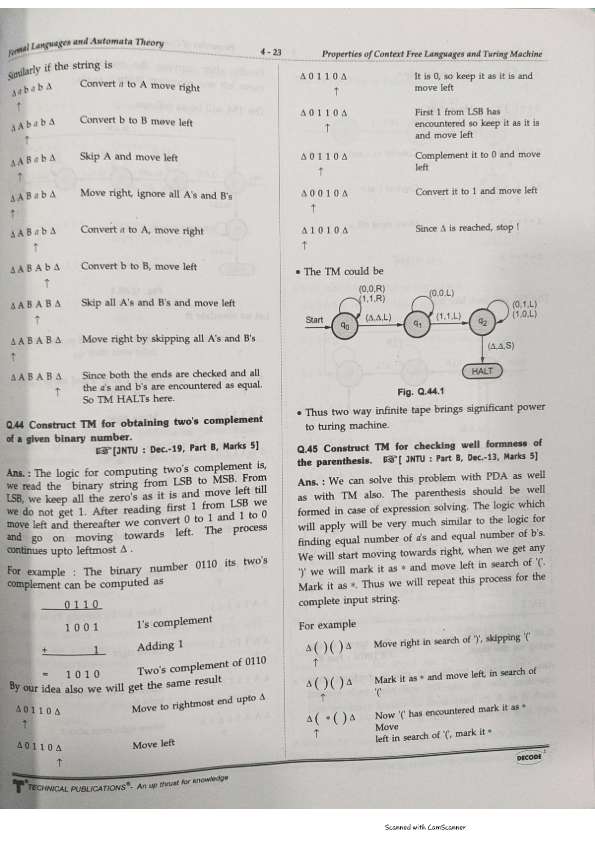 Formal Languages and Automata Theory
4 - 23
Properties of Context Free Languages and Turing Machine
Similarly if the string is
Δ a b a b Δ Convert a to A move right
↑
Δ A b a b Δ Convert b to B move left
↑
Δ A B a b Δ Skip A and move left
↑
Δ A B a b Δ Move right, ignore all A's and B's
↑
Δ A B a b Δ Convert a to A, move right
↑
Δ A B A b Δ Convert b to B, move left
↑
Δ A B A B Δ Skip all A's and B's and move left
↑
Δ A B A B Δ Move right by skipping all A's and B's
↑
Δ A B A B Δ Since both the ends are checked and all
↑ the a's and b's are encountered as equal.
So TM HALTs here.
Q.44 Construct TM for obtaining two's complement
of a given binary number.
[JNTU : Dec.-19, Part B, Marks 5]
Ans. : The logic for computing two's complement is,
we read the binary string from LSB to MSB. From
LSB, we keep all the zero's as it is and move left till
we do not get 1. After reading first 1 from LSB we
move left and thereafter we convert 0 to 1 and 1 to 0
and go on moving towards left. The process
continues upto leftmost Δ .
For example : The binary number 0110 its two's
complement can be computed as
0 1 1 0
1 0 0 1 1's complement
+ 1 Adding 1
= 1 0 1 0 Two's complement of 0110
By our idea also we will get the same result
Δ 0 1 1 0 Δ Move to rightmost end upto Δ
↑
Δ 0 1 1 0 Δ Move left
↑
Δ 0 1 1 0 Δ It is 0, so keep it as it is and
↑ move left
Δ 0 1 1 0 Δ First 1 from LSB has
↑ encountered so keep it as it is
and move left
Δ 0 1 1 0 Δ Complement it to 0 and move
↑ left
Δ 0 0 1 0 Δ Convert it to 1 and move left
↑
Δ 1 0 1 0 Δ Since Δ is reached, stop !
↑
• The TM could be
(0,0,R)
(1,1,R)
(0,0,L)
(0,1,L)
(1,0,L)
Start q0 (Δ,Δ,L) q1 (1,1,L) q2
(Δ,Δ,S)
HALT
Fig. Q.44.1
• Thus two way infinite tape brings significant power
to turing machine.
Q.45 Construct TM for checking well formness of
the parenthesis. [ JNTU : Part B, Dec.-13, Marks 5]
Ans. : We can solve this problem with PDA as well
as with TM also. The parenthesis should be well
formed in case of expression solving. The logic which
will apply will be very much similar to the logic for
finding equal number of a's and equal number of b's.
We will start moving towards right, when we get any
')' we will mark it as * and move left in search of '('.
Mark it as *. Thus we will repeat this process for the
complete input string.
For example
Δ ( ) ( ) Δ Move right in search of ')', skipping '('
↑
Δ ( ) ( ) Δ Mark it as * and move left, in search of
↑ '('
Δ ( * ( ) Δ Now '(' has encountered mark it as *
↑ Move
left in search of '(', mark it *
TECHNICAL PUBLICATIONS® - An up thrust for knowledge
DECODE
Scanned with CamScanner